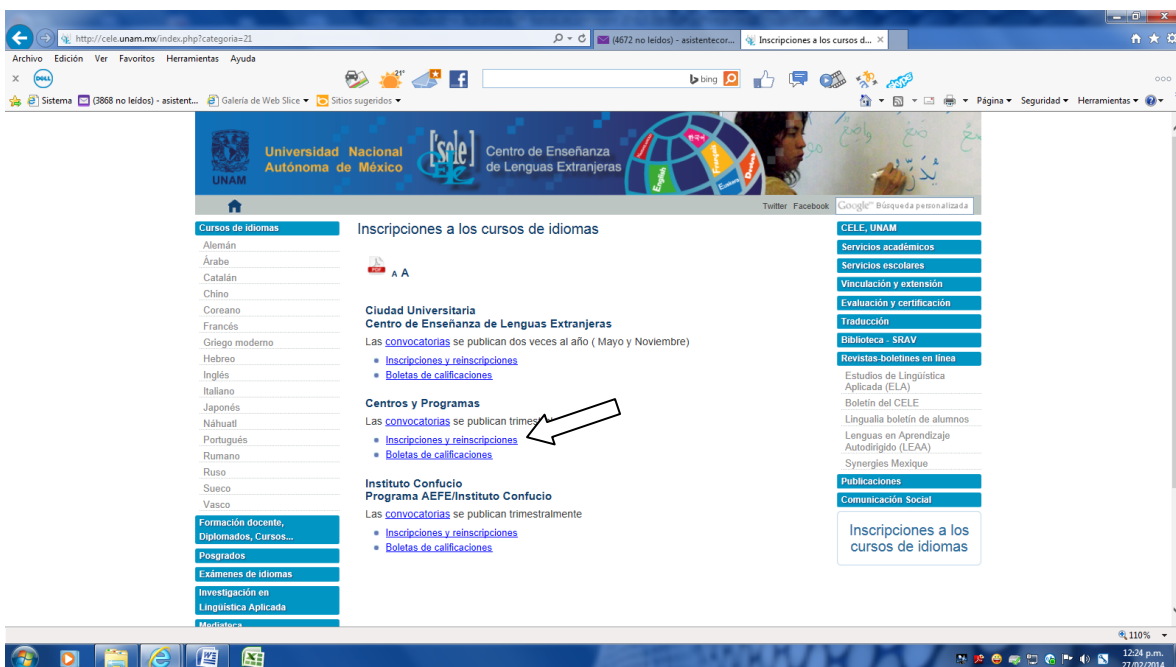 http://cele.unam.mx/index.php?categoria=21
(4672 no leídos) - asistentecor...
Inscripciones a los cursos d...
Archivo Edición Ver Favoritos Herramientas Ayuda
x DELL
21°
bing
Sistema (3868 no leídos) - asistent... Galería de Web Slice Sitios sugeridos
Página Seguridad Herramientas
UNAM
Universidad Nacional
Autónoma de México
Centro de Enseñanza
de Lenguas Extranjeras
English
Twitter Facebook
Google™ Búsqueda personalizada
Cursos de idiomas
Alemán
Árabe
Catalán
Chino
Coreano
Francés
Griego moderno
Hebreo
Inglés
Italiano
Japonés
Náhuatl
Portugués
Rumano
Ruso
Sueco
Vasco
Formación docente,
Diplomados, Cursos...
Posgrados
Exámenes de idiomas
Investigación en
Lingüística Aplicada
Mediateca
Inscripciones a los cursos de idiomas
PDF A A
Ciudad Universitaria
Centro de Enseñanza de Lenguas Extranjeras
Las convocatorias se publican dos veces al año ( Mayo y Noviembre)
Inscripciones y reinscripciones
Boletas de calificaciones
Centros y Programas
Las convocatorias se publican
Inscripciones y reinscripciones
Boletas de calificaciones
Instituto Confucio
Programa AEFE/Instituto Confucio
Las convocatorias se publican trimestralmente
Inscripciones y reinscripciones
Boletas de calificaciones
CELE, UNAM
Servicios académicos
Servicios escolares
Vinculación y extensión
Evaluación y certificación
Traducción
Biblioteca - SRAV
Revistas-boletines en línea
Estudios de Lingüística
Aplicada (ELA)
Boletín del CELE
Lingualia boletín de alumnos
Lenguas en Aprendizaje
Autodirigido (LEAA)
Synergies Mexique
Publicaciones
Comunicación Social
Inscripciones a los
cursos de idiomas
110%
12:24 p.m.
27/02/2014